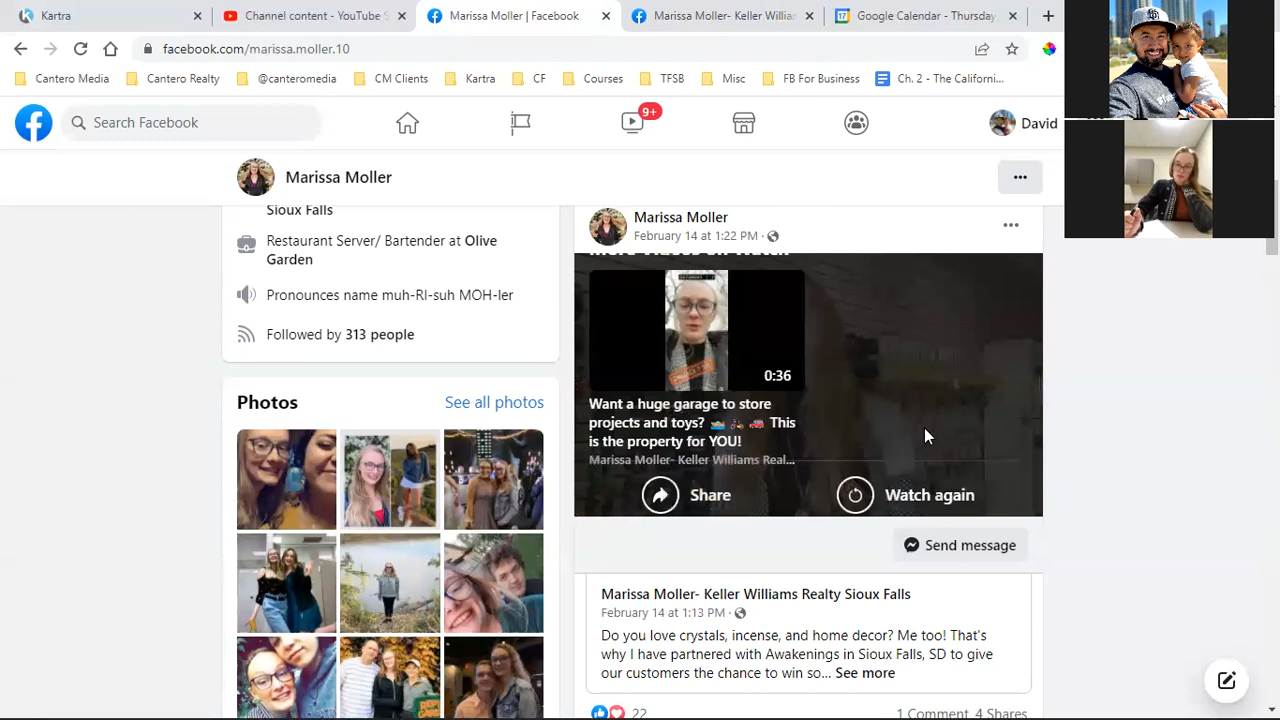 Kartra
Channel content - YouTube S
Marissa Moller | Facebook
Marissa Moller- Keller William
Google Calendar - Thursday,
facebook.com/marissa.moller.10
Cantero Media
Cantero Realty
@canteromedia
CM Clients
Kartra
CF
Courses
TFSB
Misc
FB For Business
Ch. 2 - The Californi...
Search Facebook
9+
David
Marissa Moller
Sioux Falls
Restaurant Server/ Bartender at Olive
Garden
Pronounces name muh-RI-suh MOH-ler
Followed by 313 people
Photos
See all photos
Marissa Moller
February 14 at 1:22 PM ·
More Videos on Watch
0:36
Want a huge garage to store
projects and toys? 🚤 🏍️ 🚗 This
is the property for YOU!
Marissa Moller- Keller Williams Real...
Share
Watch again
Send message
Marissa Moller- Keller Williams Realty Sioux Falls
February 14 at 1:13 PM ·
Do you love crystals, incense, and home decor? Me too! That's
why I have partnered with Awakenings in Sioux Falls, SD to give
our customers the chance to win so... See more
22
1 Comment 4 Shares